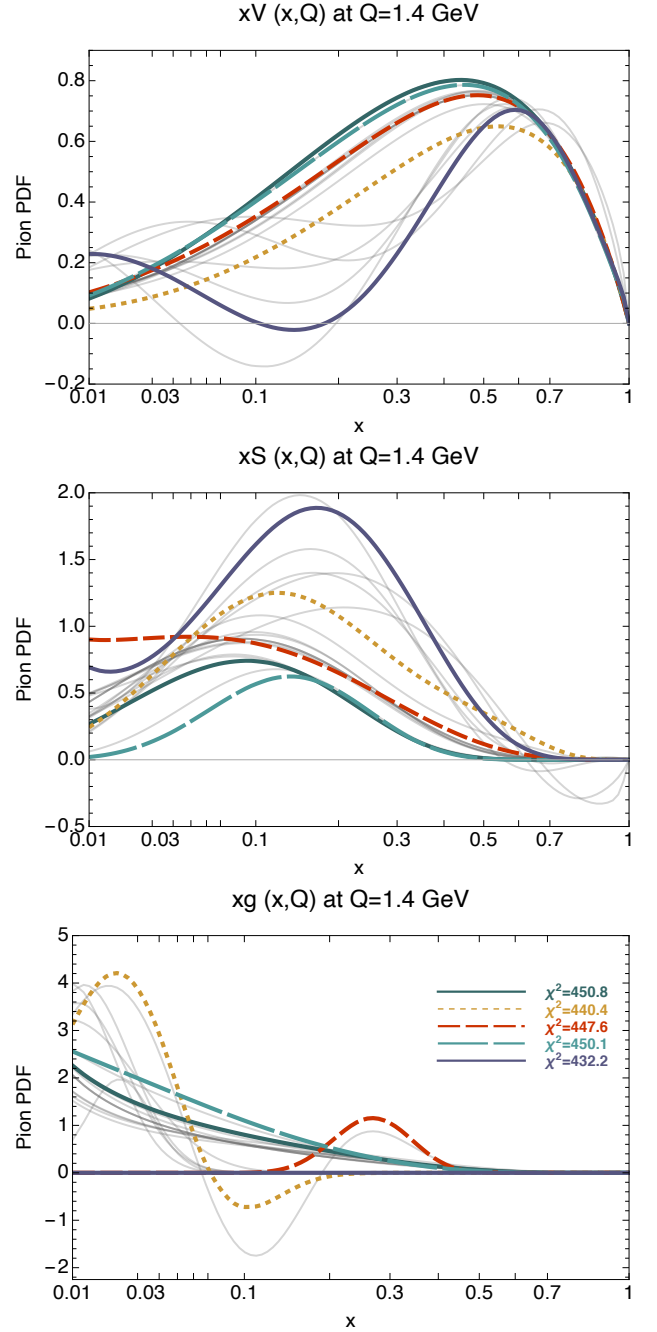 xV (x,Q) at Q=1.4 GeV
0.8
0.6
0.4
0.2
0.0
−0.2
Pion PDF
0.01 0.03 0.1 0.3 0.5 0.7 1
x
xS (x,Q) at Q=1.4 GeV
2.0
1.5
1.0
0.5
0.0
−0.5
Pion PDF
0.01 0.03 0.1 0.3 0.5 0.7 1
x
xg (x,Q) at Q=1.4 GeV
5
4
3
2
1
0
−1
−2
Pion PDF
χ²=450.8
χ²=440.4
χ²=447.6
χ²=450.1
χ²=432.2
0.01 0.03 0.1 0.3 0.5 0.7 1
x